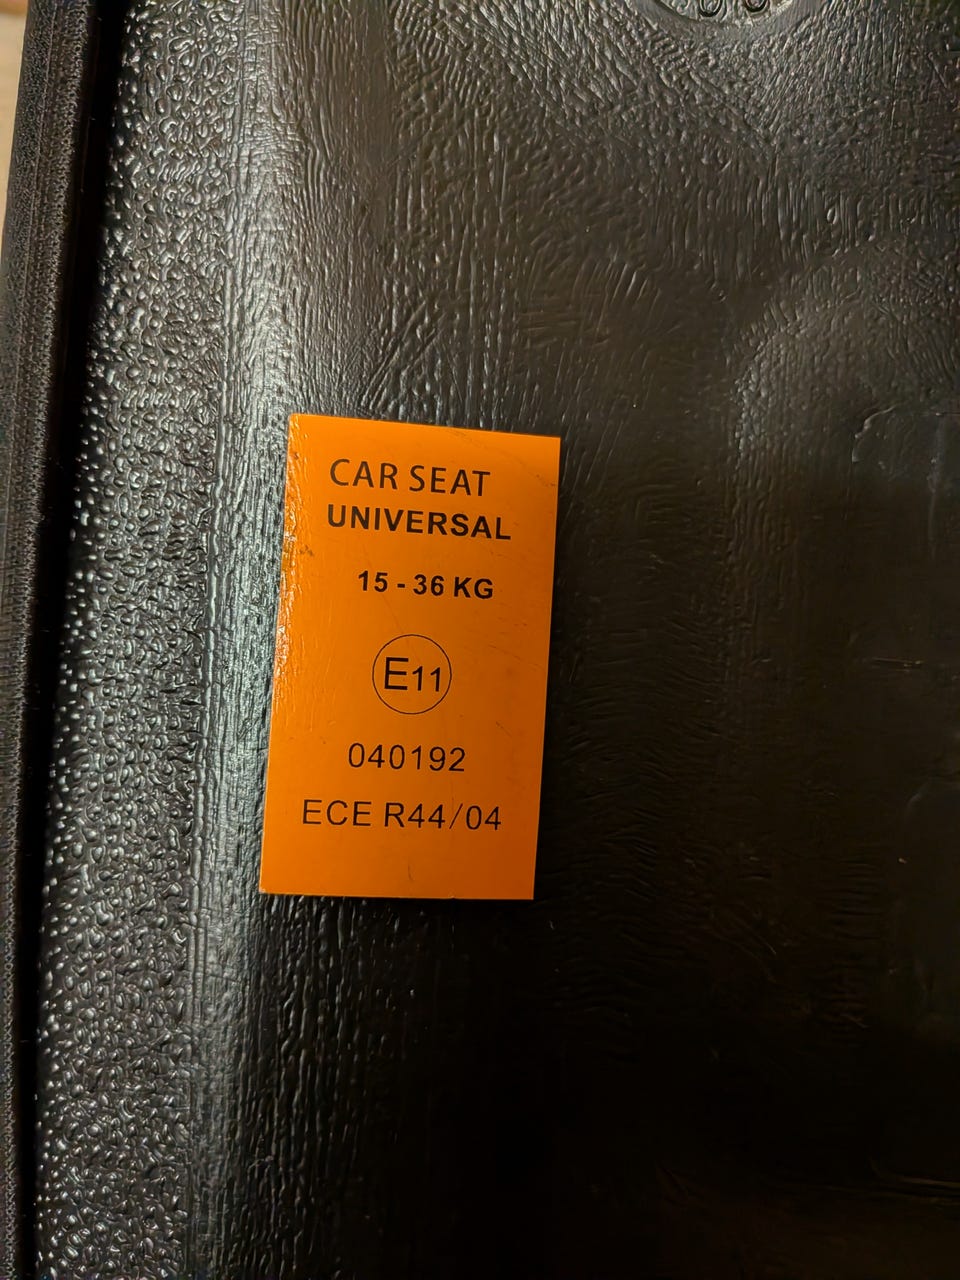 CAR SEAT
UNIVERSAL
15 - 36 KG
E11
040192
ECE R44/04